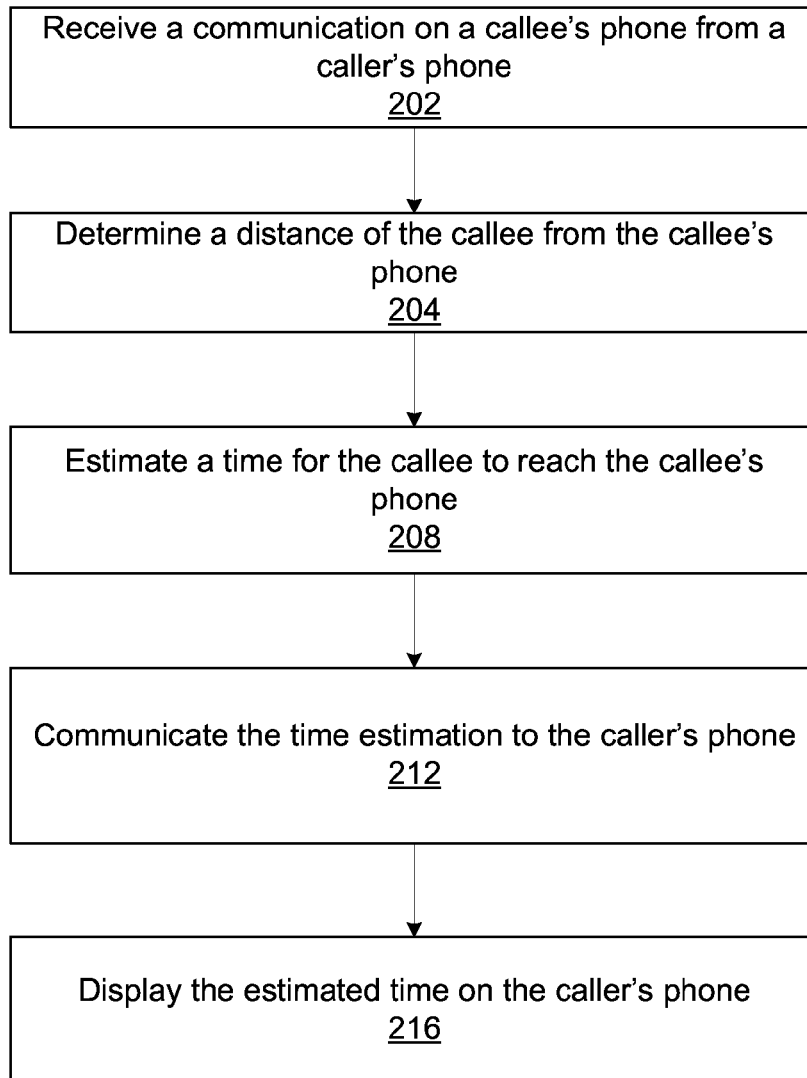 Receive a communication on a callee's phone from a
caller's phone
202
Determine a distance of the callee from the callee's
phone
204
Estimate a time for the callee to reach the callee's
phone
208
Communicate the time estimation to the caller's phone
212
Display the estimated time on the caller's phone
216